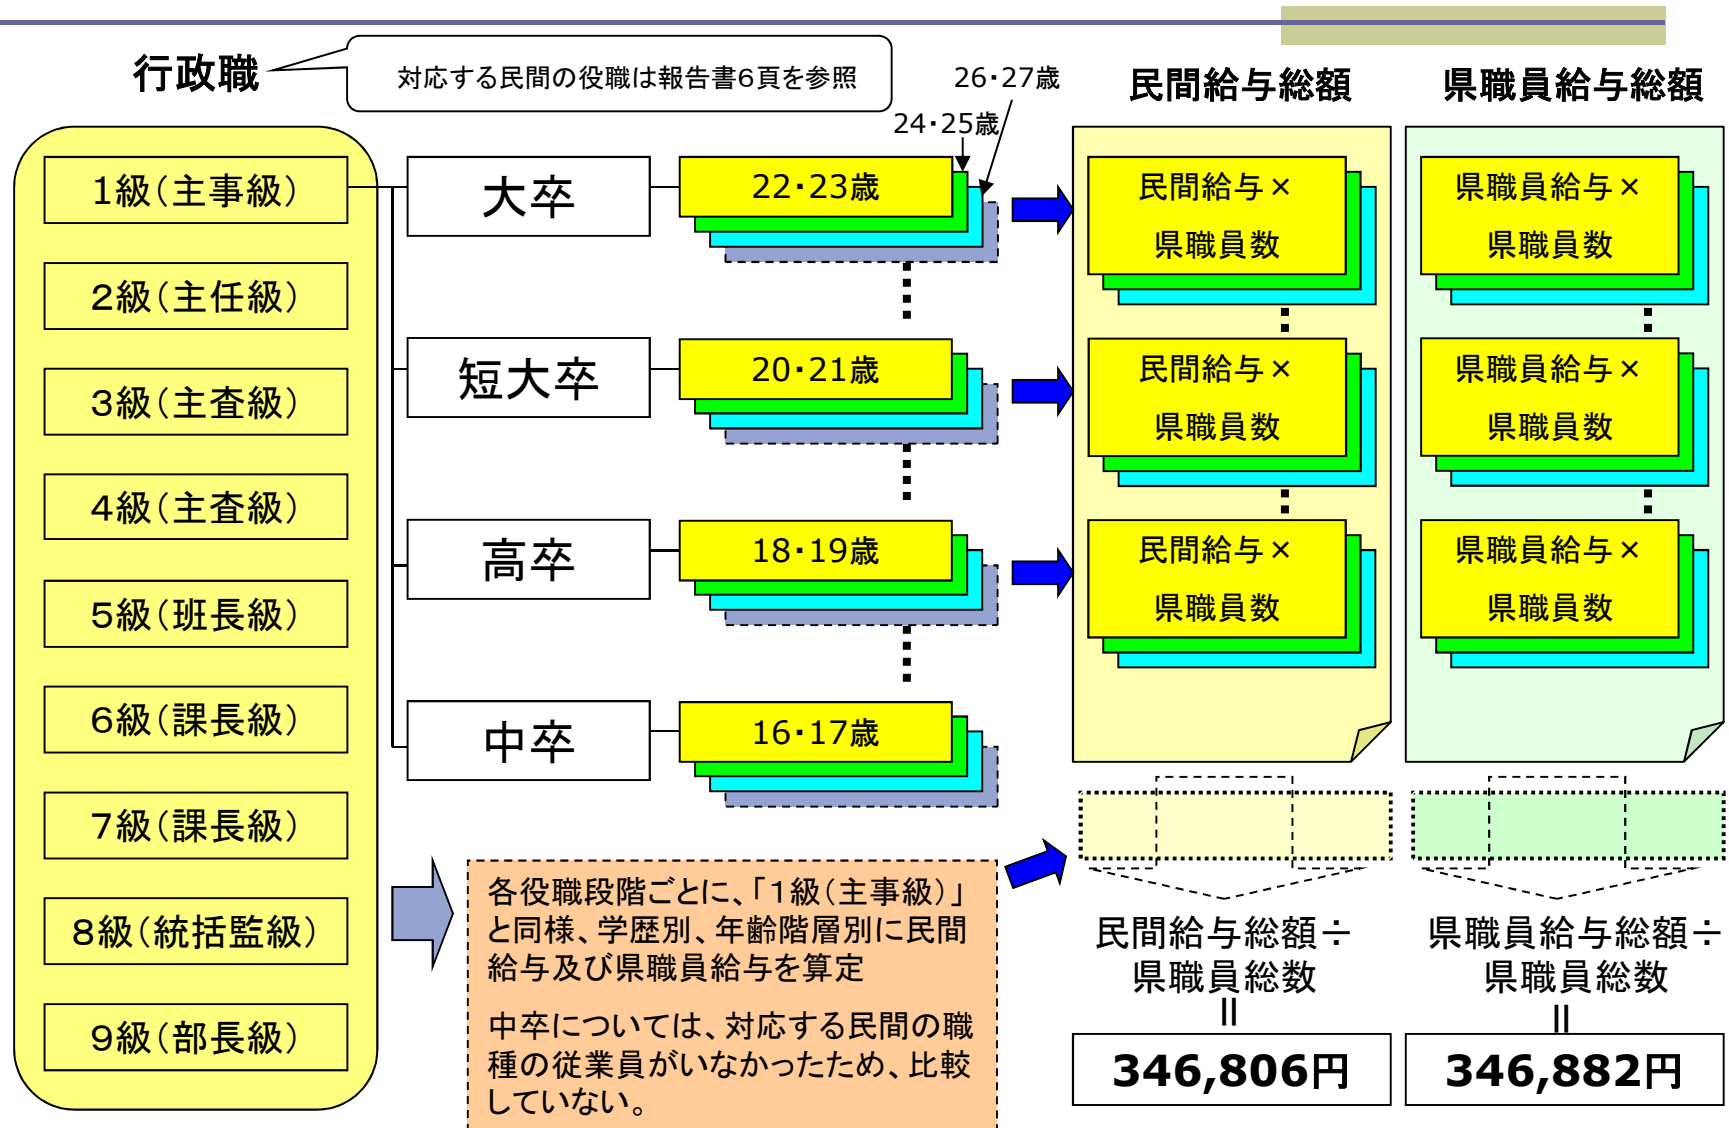 行政職
対応する民間の役職は報告書6頁を参照
26・27歳
24・25歳
民間給与総額
県職員給与総額
1級(主事級)
2級(主任級)
3級(主査級)
4級(主査級)
5級(班長級)
6級(課長級)
7級(課長級)
8級(統括監級)
9級(部長級)
大卒
22・23歳
短大卒
20・21歳
高卒
18・19歳
中卒
16・17歳
民間給与×
県職員数
民間給与×
県職員数
民間給与×
県職員数
県職員給与×
県職員数
県職員給与×
県職員数
県職員給与×
県職員数
各役職段階ごとに、「1級(主事級)」
と同様、学歴別、年齢階層別に民間
給与及び県職員給与を算定
中卒については、対応する民間の職
種の従業員がいなかったため、比較
していない。
民間給与総額÷
県職員総数
=
346,806円
県職員給与総額÷
県職員総数
=
346,882円